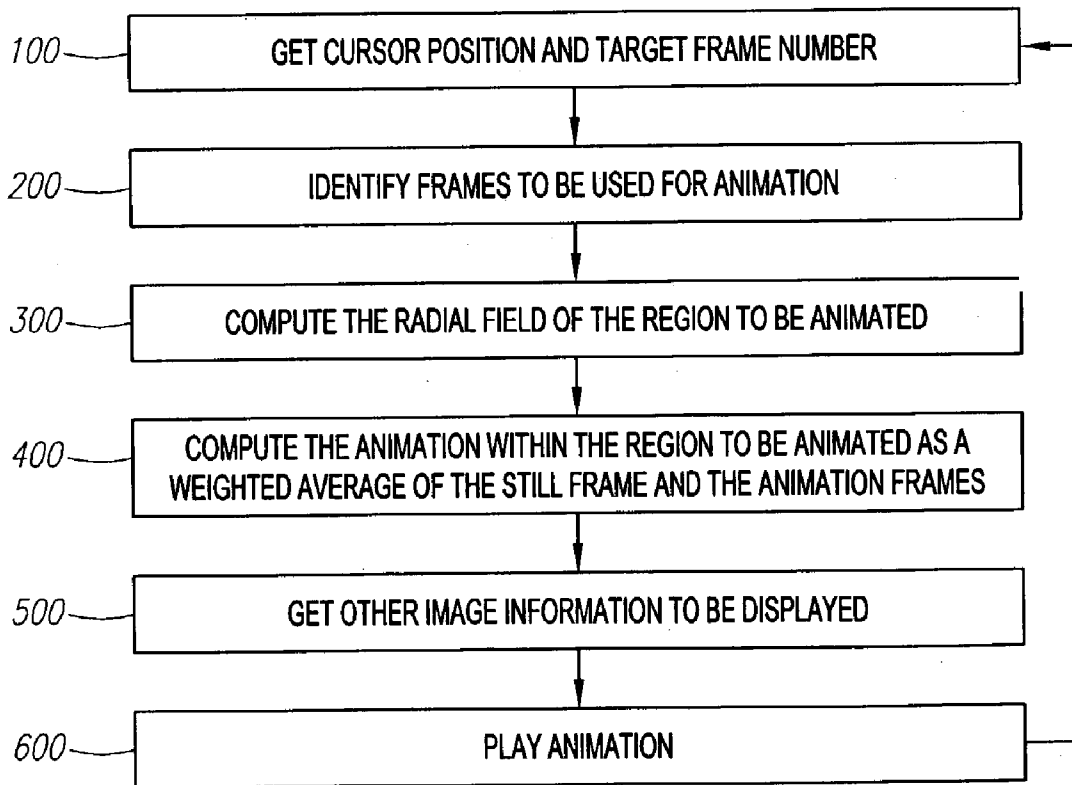 100
GET CURSOR POSITION AND TARGET FRAME NUMBER
200
IDENTIFY FRAMES TO BE USED FOR ANIMATION
300
COMPUTE THE RADIAL FIELD OF THE REGION TO BE ANIMATED
400
COMPUTE THE ANIMATION WITHIN THE REGION TO BE ANIMATED AS A
WEIGHTED AVERAGE OF THE STILL FRAME AND THE ANIMATION FRAMES
500
GET OTHER IMAGE INFORMATION TO BE DISPLAYED
600
PLAY ANIMATION